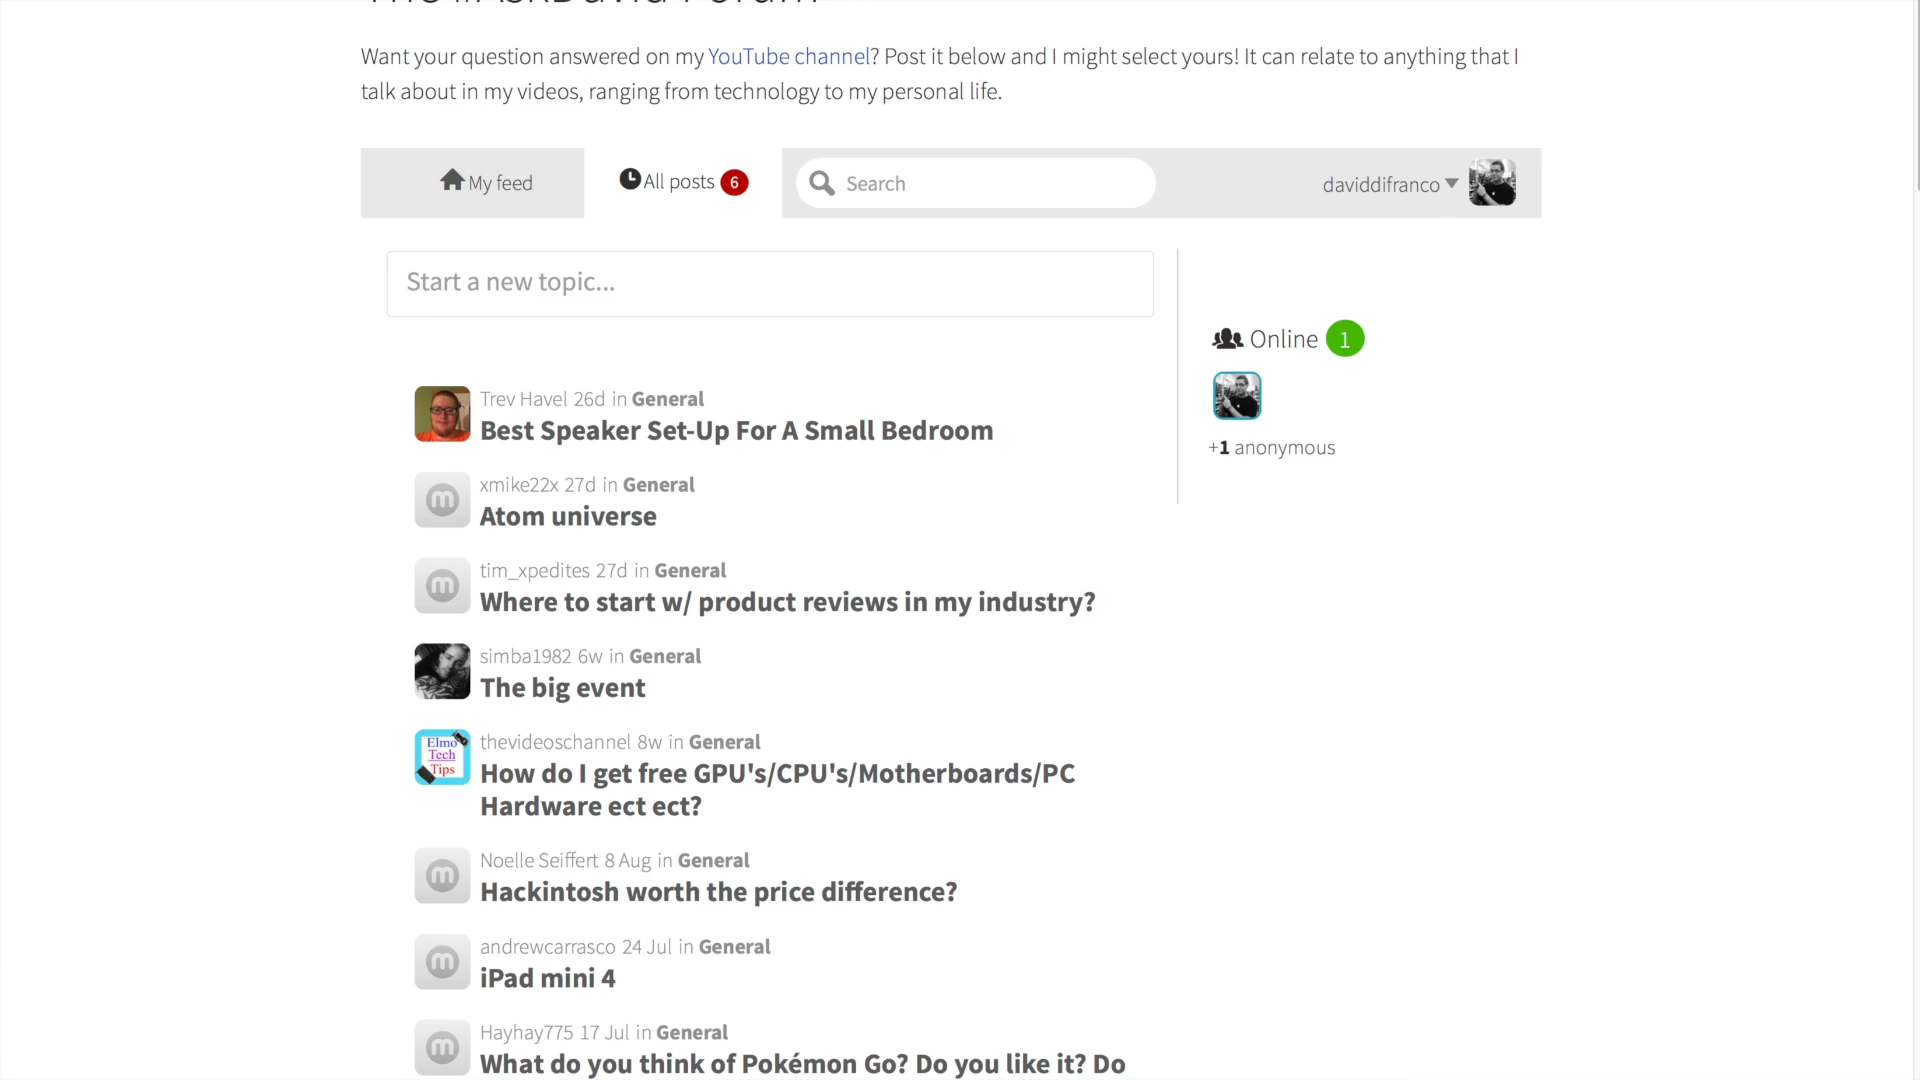 The #AskDavid Forum
Want your question answered on my YouTube channel? Post it below and I might select yours! It can relate to anything that I
talk about in my videos, ranging from technology to my personal life.
My feed
All posts 6
Search
daviddifranco
Start a new topic...
Online 1
+1 anonymous
Trev Havel 26d in General
Best Speaker Set-Up For A Small Bedroom
xmike22x 27d in General
Atom universe
tim_xpedites 27d in General
Where to start w/ product reviews in my industry?
simba1982 6w in General
The big event
Elmo
Tech
Tips
thevideoschannel 8w in General
How do I get free GPU's/CPU's/Motherboards/PC
Hardware ect ect?
Noelle Seiffert 8 Aug in General
Hackintosh worth the price difference?
andrewcarrasco 24 Jul in General
iPad mini 4
Hayhay775 17 Jul in General
What do you think of Pokémon Go? Do you like it? Do